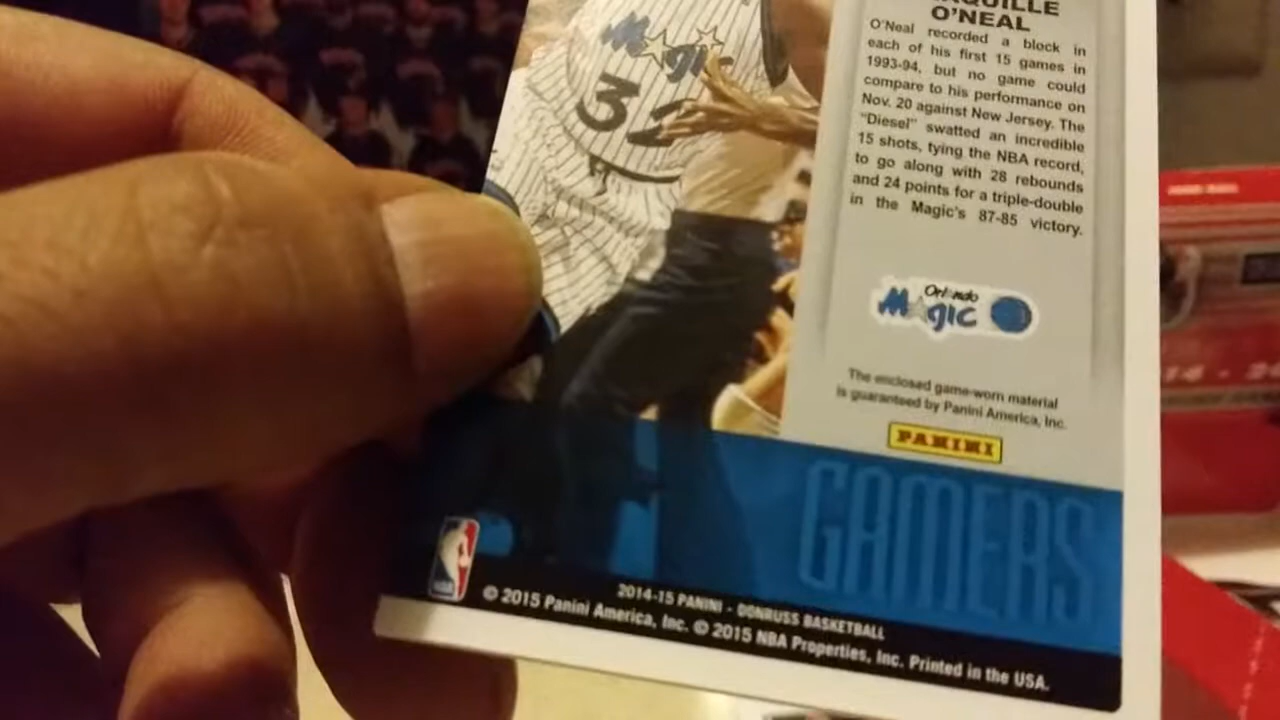 O'NEAL
O'Neal recorded a block in
each of his first 15 games in
1993-94, but no game could
compare to his performance on
Nov. 20 against New Jersey. The
"Diesel" swatted an incredible
15 shots, tying the NBA record,
to go along with 28 rebounds
and 24 points for a triple-double
in the Magic's 87-85 victory.
Magic
32
Orlando
Magic
The enclosed game-worn material
is guaranteed by Panini America, Inc.
PANINI
GAMERS
2014-15 PANINI - DONRUSS BASKETBALL
© 2015 Panini America, Inc. © 2015 NBA Properties, Inc. Printed in the USA.